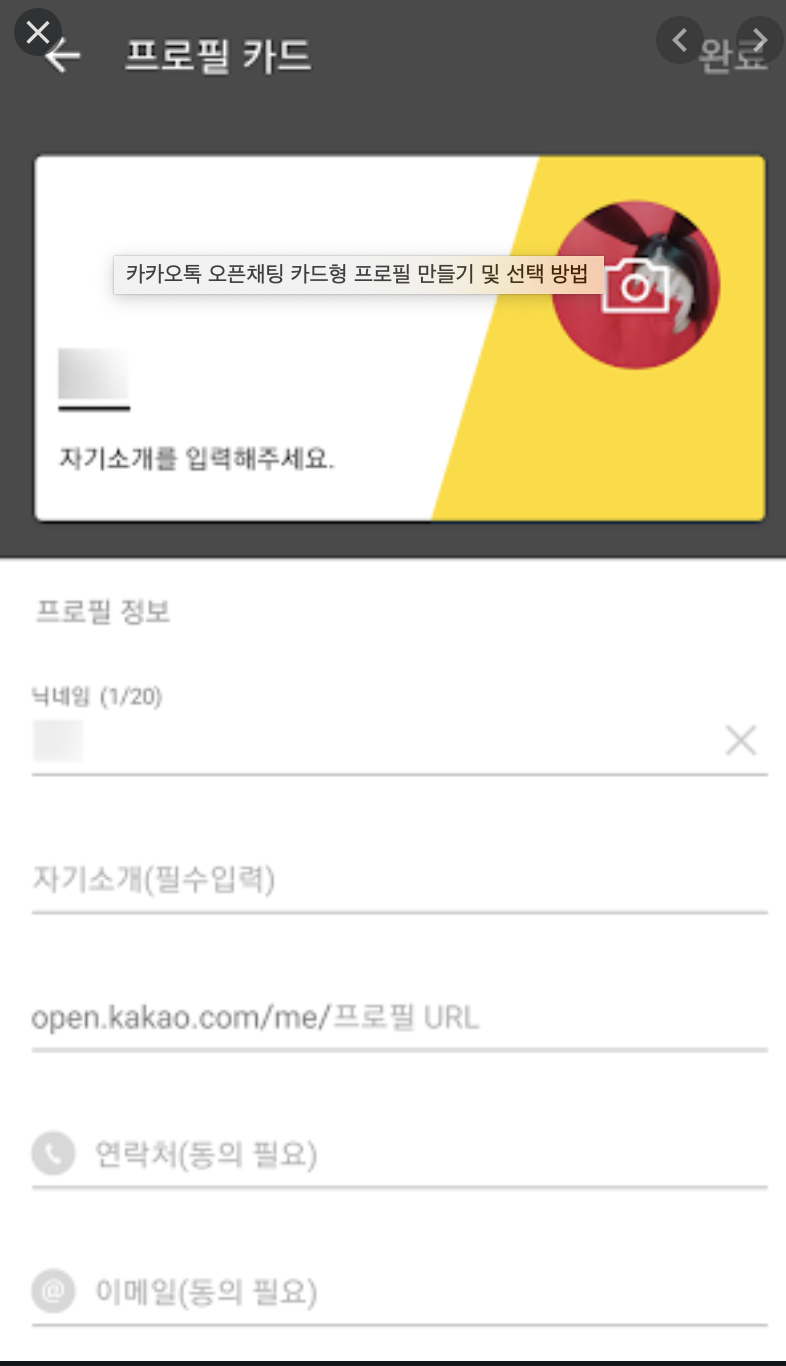 프로필 카드
완료
카카오톡 오픈채팅 카드형 프로필 만들기 및 선택 방법
자기소개를 입력해주세요.
프로필 정보
닉네임 (1/20)
자기소개(필수입력)
open.kakao.com/me/프로필 URL
연락처(동의 필요)
@ 이메일(동의 필요)